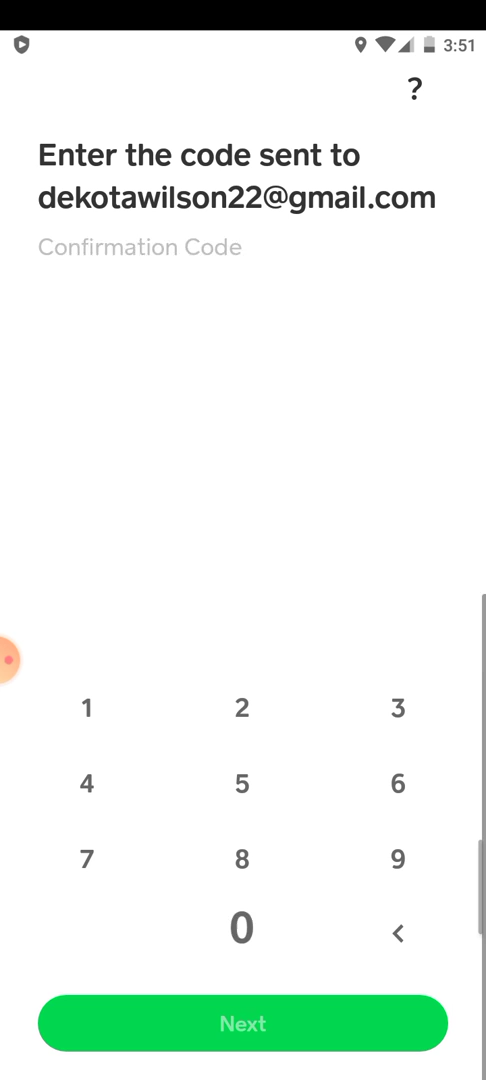 3:51
?
Enter the code sent to
dekotawilson22@gmail.com
Confirmation Code
1 2 3
4 5 6
7 8 9
0 <
Next